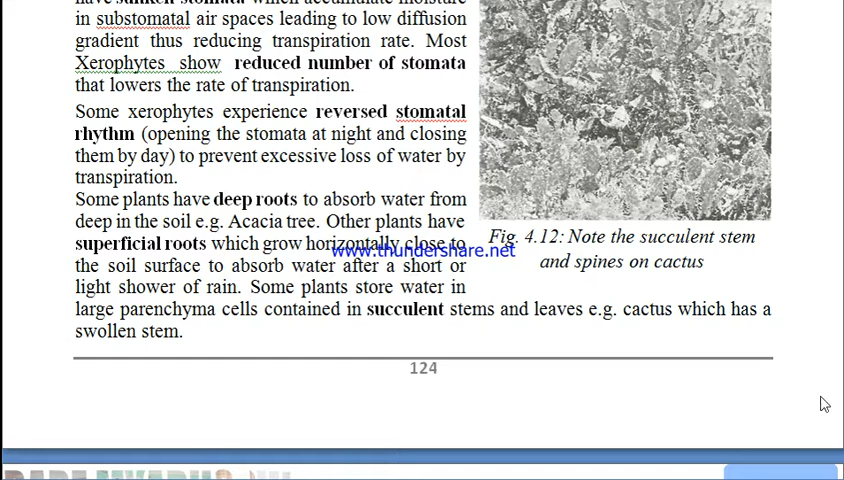 have sunken stomata which accumulate moisture
in substomatal air spaces leading to low diffusion
gradient thus reducing transpiration rate. Most
Xerophytes show reduced number of stomata
that lowers the rate of transpiration.
Some xerophytes experience reversed stomatal
rhythm (opening the stomata at night and closing
them by day) to prevent excessive loss of water by
transpiration.
Some plants have deep roots to absorb water from
deep in the soil e.g. Acacia tree. Other plants have
superficial roots which grow horizontally close to
the soil surface to absorb water after a short or
light shower of rain. Some plants store water in
large parenchyma cells contained in succulent stems and leaves e.g. cactus which has a
swollen stem.
Fig. 4.12: Note the succulent stem
and spines on cactus
www.thundershare.net
124